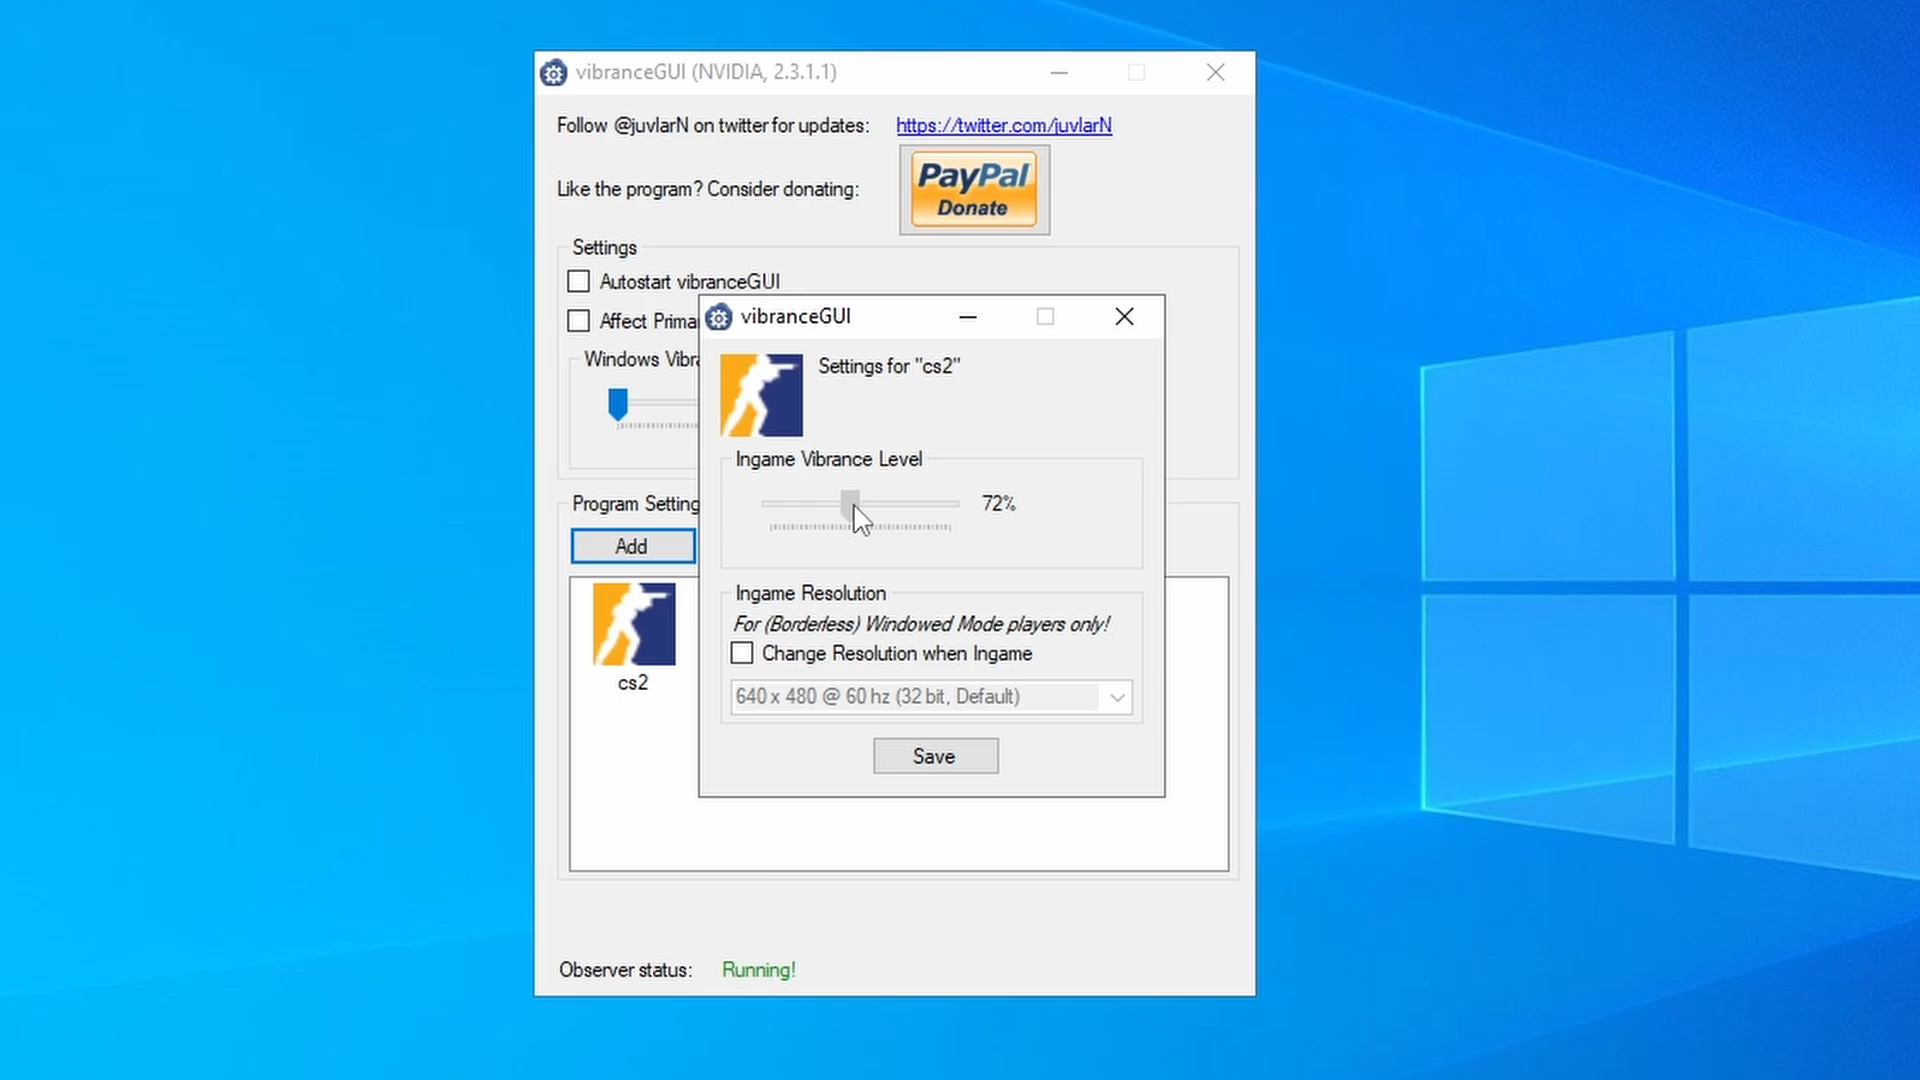 vibranceGUI (NVIDIA, 2.3.1.1)
Follow @juvlarN on twitter for updates: https://twitter.com/juvlarN
Like the program? Consider donating:
PayPal
Donate
Settings
Autostart vibranceGUI
Affect Prima
Windows Vibra
Program Setting
Add
cs2
vibranceGUI
Settings for "cs2"
Ingame Vibrance Level
72%
Ingame Resolution
For (Borderless) Windowed Mode players only!
Change Resolution when Ingame
640 x 480 @ 60 hz (32 bit, Default)
Save
Observer status: Running!